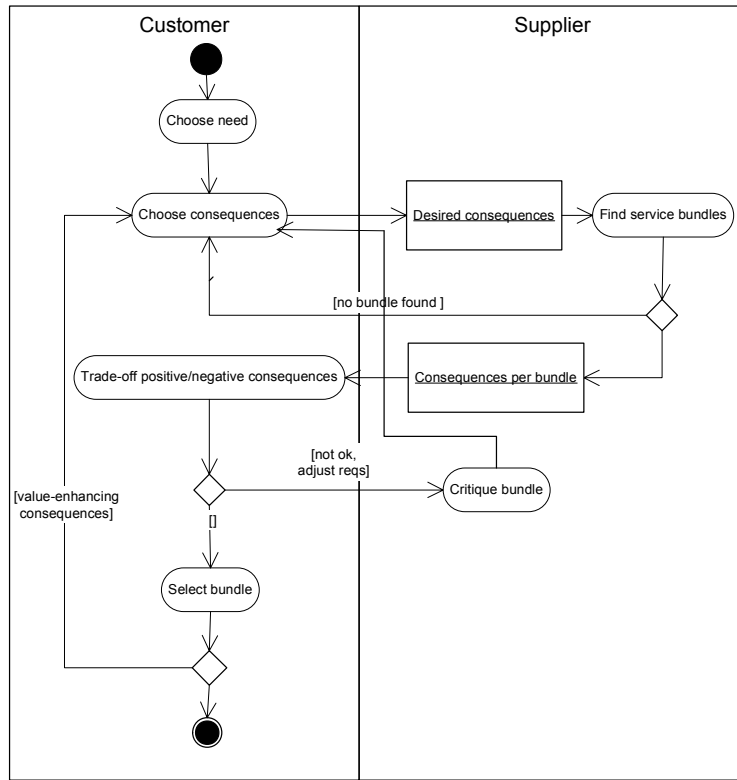 Customer
Supplier
Choose need
Choose consequences
Desired consequences
Find service bundles
[no bundle found ]
Trade-off positive/negative consequences
Consequences per bundle
[not ok,
adjust reqs]
[value-enhancing
consequences]
Critique bundle
[]
Select bundle